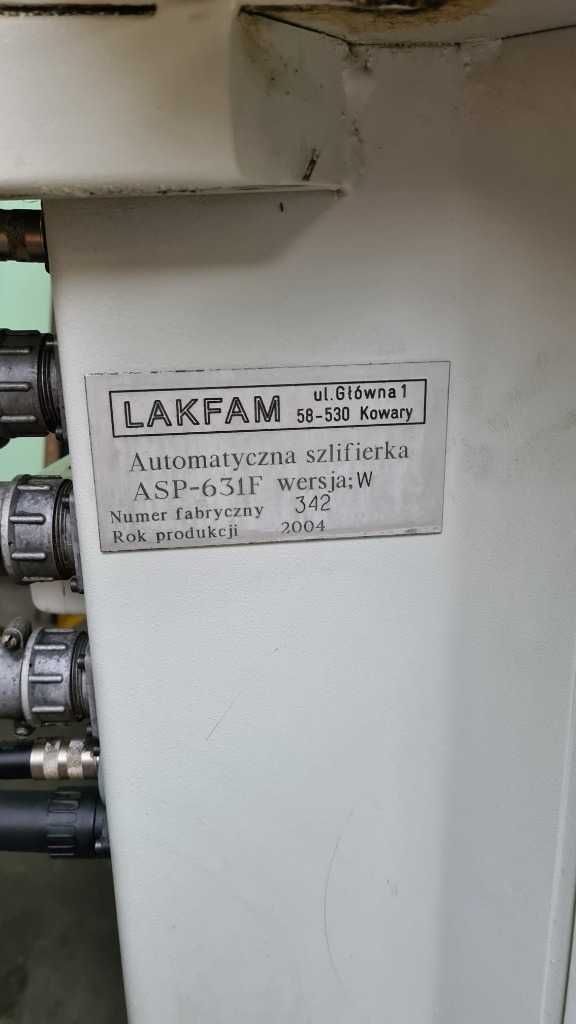 LAKFAM
ul.Główna 1
58-530 Kowary
Automatyczna szlifierka
ASP-631F wersja; W
Numer fabryczny 342
Rok produkcji 2004